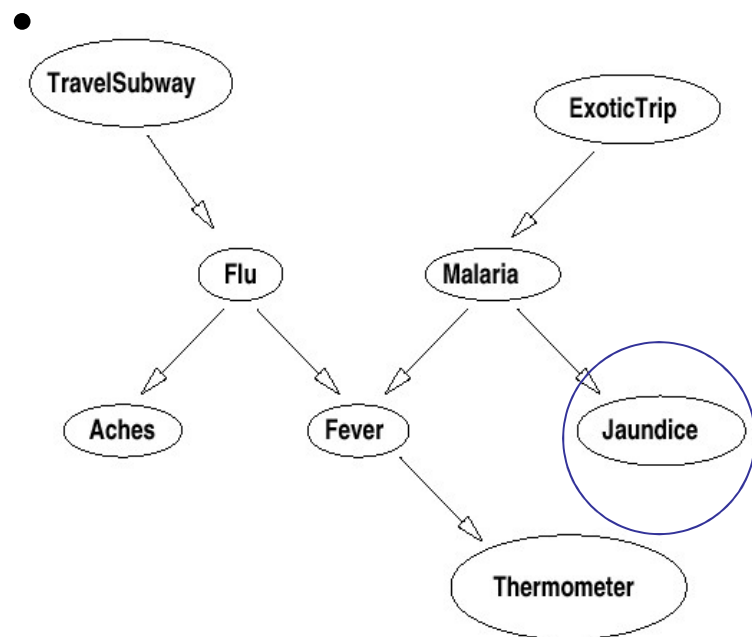 TravelSubway
ExoticTrip
Flu
Malaria
Aches
Fever
Jaundice
Thermometer